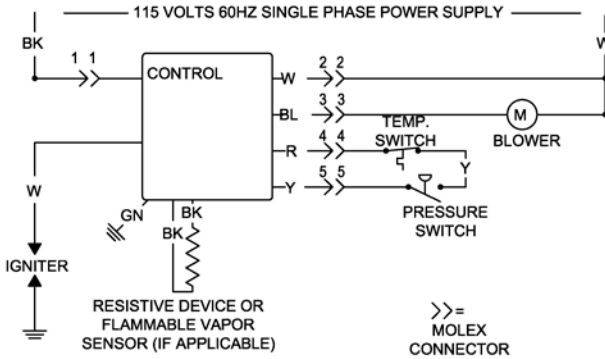 115 VOLTS 60HZ SINGLE PHASE POWER SUPPLY
BK
W
1 1
CONTROL
W
2 2
BL
3 3
M
BLOWER
TEMP.
SWITCH
R
4 4
Y
Y
5 5
PRESSURE
SWITCH
W
GN
BK
BK
IGNITER
RESISTIVE DEVICE OR
FLAMMABLE VAPOR
SENSOR (IF APPLICABLE)
>>=
MOLEX
CONNECTOR